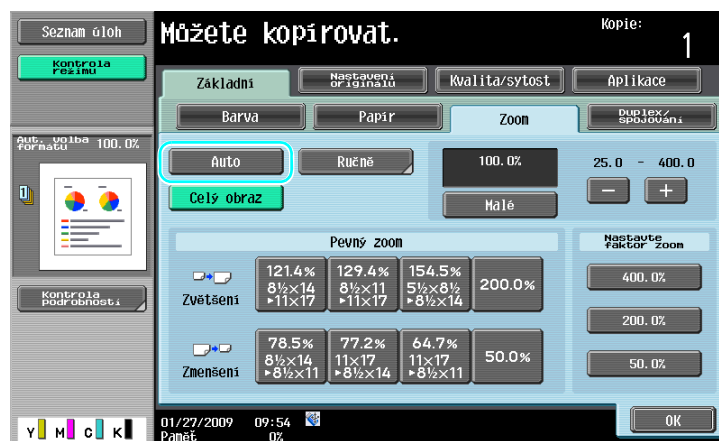 Seznam úloh
Můžete kopírovat.
Kopie:
1
Kontrola
režimu
Základní
Nastavení
originálu
Kvalita/sytost
Aplikace
Barva
Papír
Zoom
Duplex/
spojování
Aut. volba
formátu
100.0%
Auto
Ručně
100.0%
25.0 - 400.0
Celý obraz
Malé
− +
Pevný zoom
Nastavte
faktor zoom
Zvětšení
121.4%
8½×14
▸11×17
129.4%
8½×11
▸11×17
154.5%
5½×8½
▸8½×14
200.0%
400.0%
200.0%
50.0%
Kontrola
podrobností
Zmenšení
78.5%
8½×14
▸8½×11
77.2%
11×17
▸8½×14
64.7%
11×17
▸8½×11
50.0%
Y M C K
01/27/2009 09:54
Paměť 0%
OK